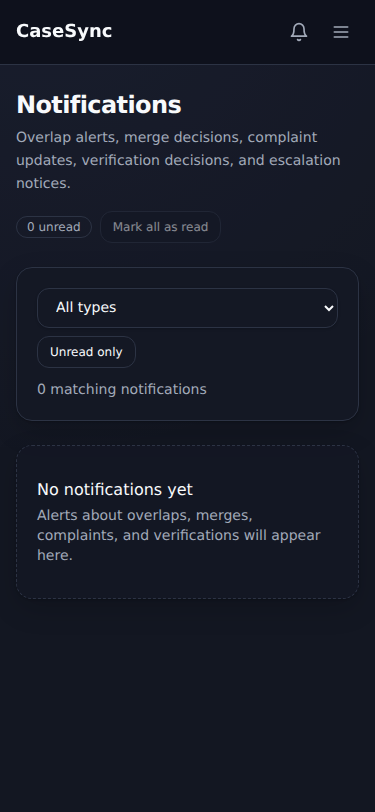 CaseSync
Notifications
Overlap alerts, merge decisions, complaint
updates, verification decisions, and escalation
notices.
0 unread
Mark all as read
All types
Unread only
0 matching notifications
No notifications yet
Alerts about overlaps, merges,
complaints, and verifications will appear
here.